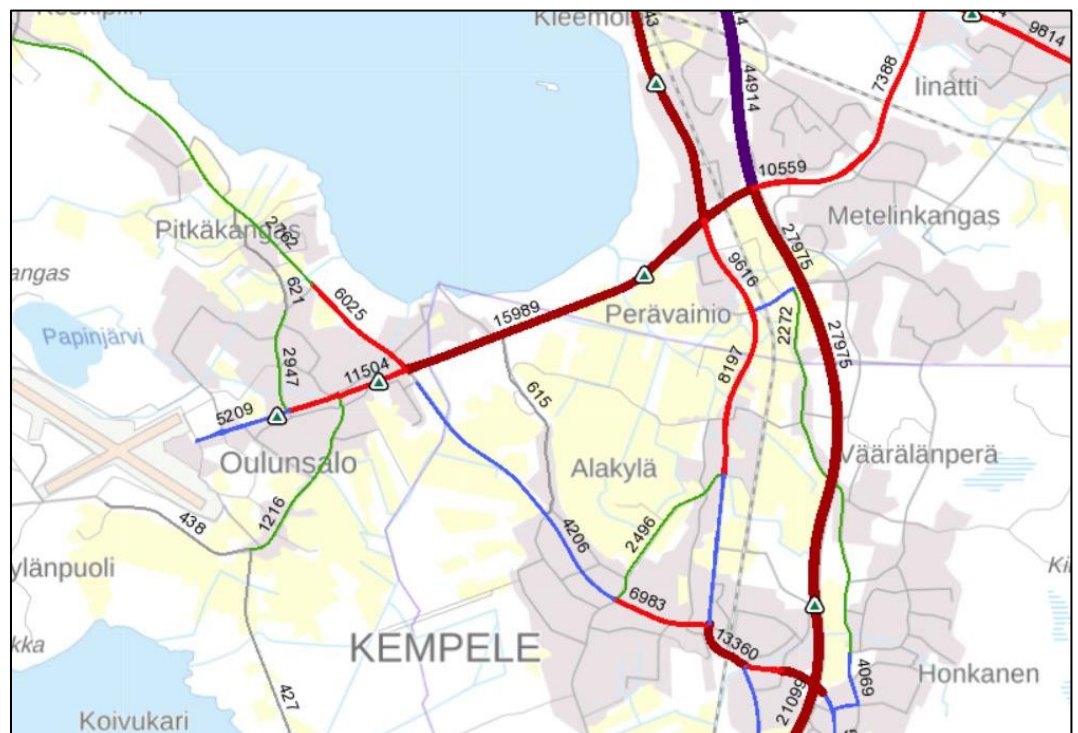 Kleemola
9814
44914
7388
Iinatti
10559
Metelinkangas
Pitkäkangas
2762
27975
angas
621
6025
9616
15989
Perävainio
2272
Papinjärvi
27975
2947
11504
8197
615
5209
Oulunsalo
Alakylä
Väärälänperä
1216
438
4206
2496
ylänpuoli
6983
kka
KEMPELE
13360
Honkanen
4069
21099
427
Koivukari